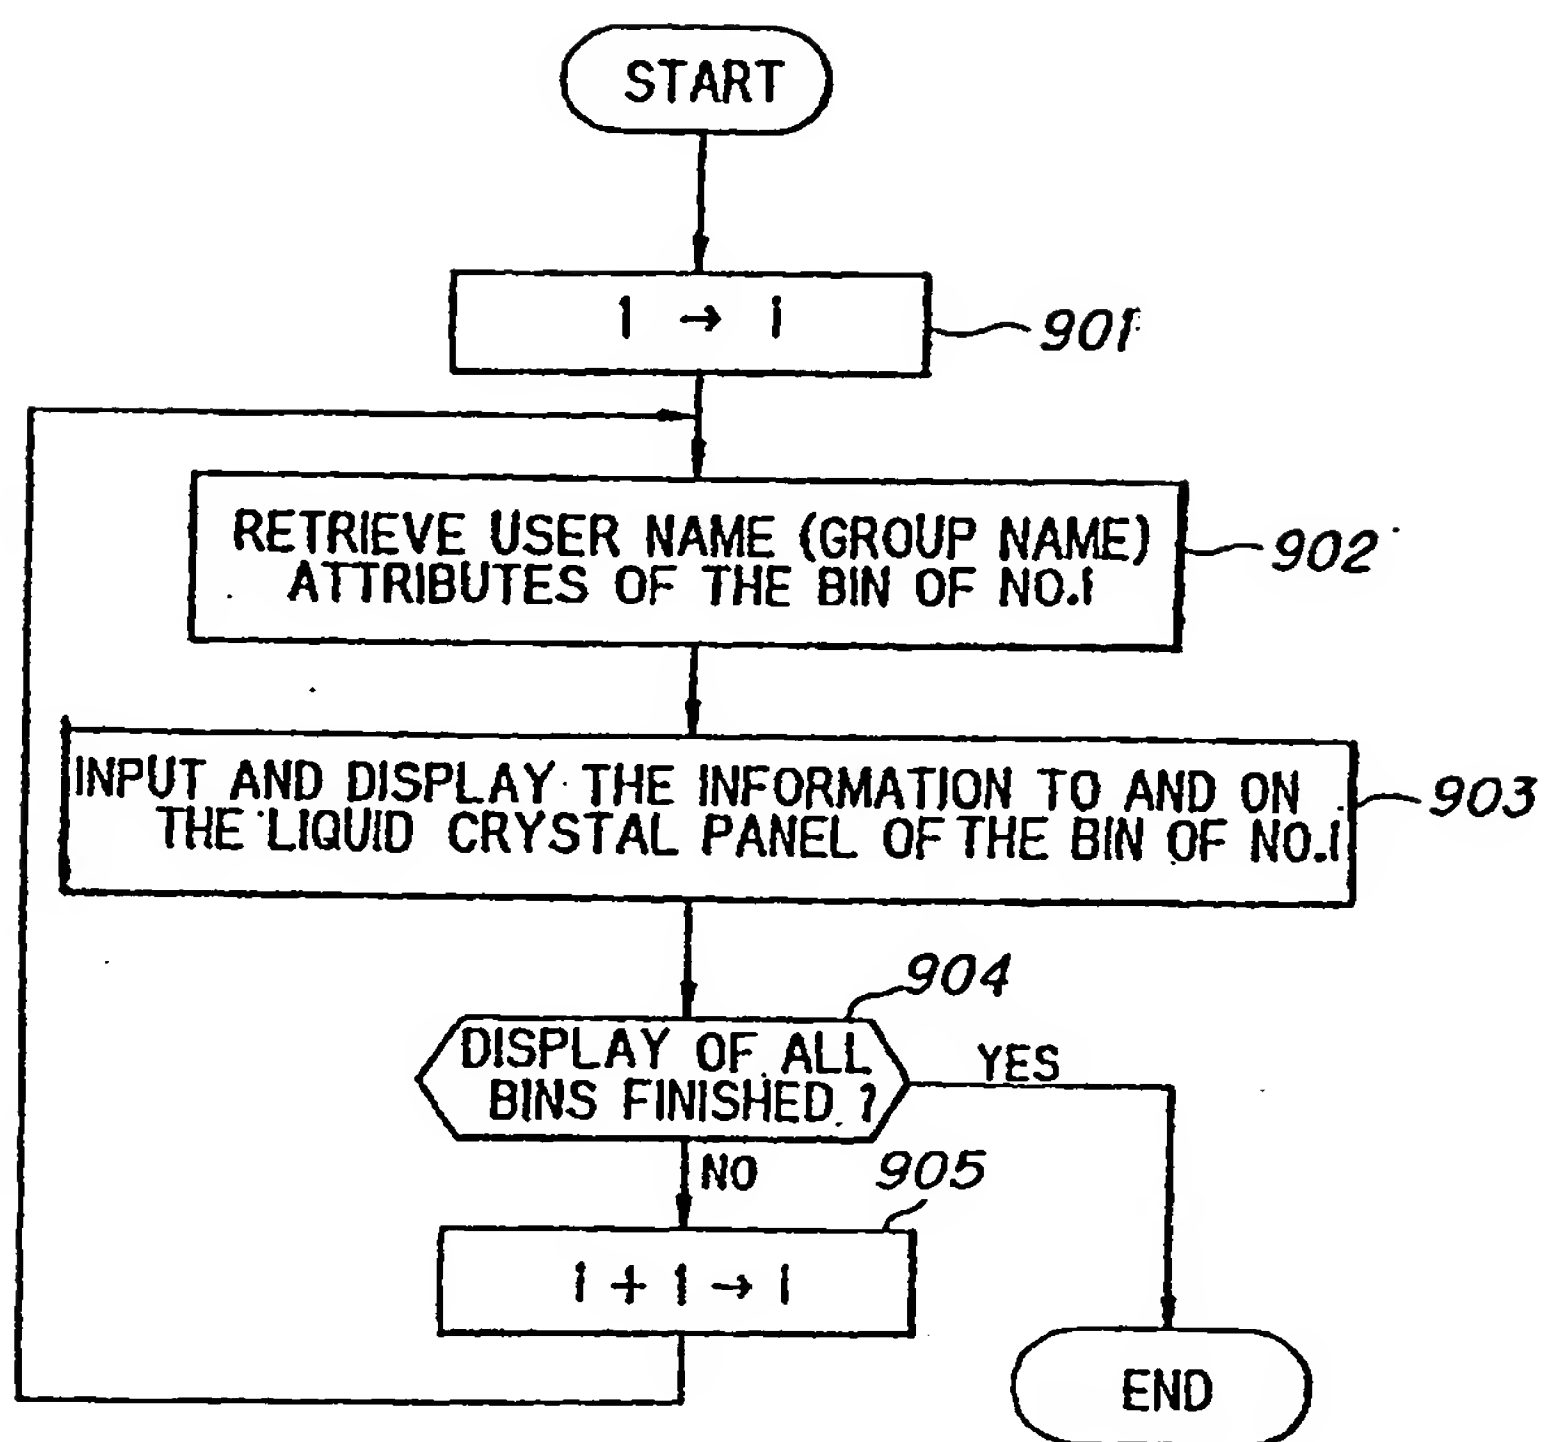 START
1 → i
901
RETRIEVE USER NAME (GROUP NAME)
ATTRIBUTES OF THE BIN OF NO.i
902
INPUT AND DISPLAY THE INFORMATION TO AND ON
THE LIQUID CRYSTAL PANEL OF THE BIN OF NO.i
903
904
DISPLAY OF ALL
BINS FINISHED ?
YES
NO
905
i + 1 → i
END